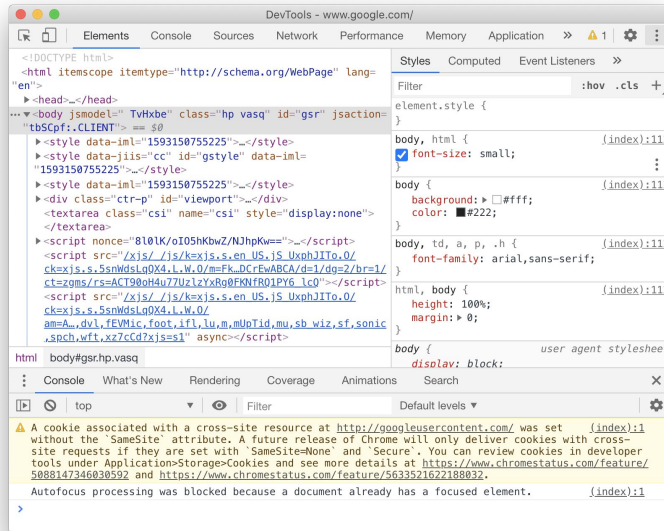 DevTools - www.google.com/
Elements Console Sources Network Performance Memory Application » 1
<!DOCTYPE html>
<html itemscope itemtype="http://schema.org/WebPage" lang=
"en">
<head>…</head>
<body jsmodel=" TvHxbe" class="hp vasq" id="gsr" jsaction=
"tbSCpf:.CLIENT"> == $0
<style data-iml="1593150755225">…</style>
<style data-jiis="cc" id="gstyle" data-iml=
"1593150755225">…</style>
<style data-iml="1593150755225">…</style>
<div class="ctr-p" id="viewport">…</div>
<textarea class="csi" name="csi" style="display:none">
</textarea>
<script nonce="8l0lK/oIO5hKbwZ/NJhpKw==">…</script>
<script src="/xjs/_/js/k=xjs.s.en_US.jS_UxphJITo.O/
ck=xjs.s.5snWdsLqQX4.L.W.O/m=Fk…DCrEwABCA/d=1/dg=2/br=1/
ct=zgms/rs=ACT90oH4u77UzlzYxRg0FKNfRQ1PY6_lcQ"></script>
<script src="/xjs/_/js/k=xjs.s.en_US.jS_UxphJITo.O/
ck=xjs.s.5snWdsLqQX4.L.W.O/
am=A…,dvl,fEVMic,foot,ifl,lu,m,mUpTid,mu,sb_wiz,sf,sonic
,spch,wft,xz7cCd?xjs=s1" async></script>
html body#gsr.hp.vasq
Styles Computed Event Listeners »
Filter :hov .cls +
element.style {
}
body, html { (index):11
font-size: small;
}
body { (index):11
background: #fff;
color: #222;
}
body, td, a, p, .h { (index):11
font-family: arial,sans-serif;
}
html, body { (index):11
height: 100%;
margin: 0;
}
body { user agent styleshee
display: block;
Console What's New Rendering Coverage Animations Search
top Filter Default levels
A cookie associated with a cross-site resource at http://googleusercontent.com/ was set (index):1
without the `SameSite` attribute. A future release of Chrome will only deliver cookies with cross-
site requests if they are set with `SameSite=None` and `Secure`. You can review cookies in developer
tools under Application>Storage>Cookies and see more details at https://www.chromestatus.com/feature/
5088147346030592 and https://www.chromestatus.com/feature/5633521622188032.
Autofocus processing was blocked because a document already has a focused element. (index):1